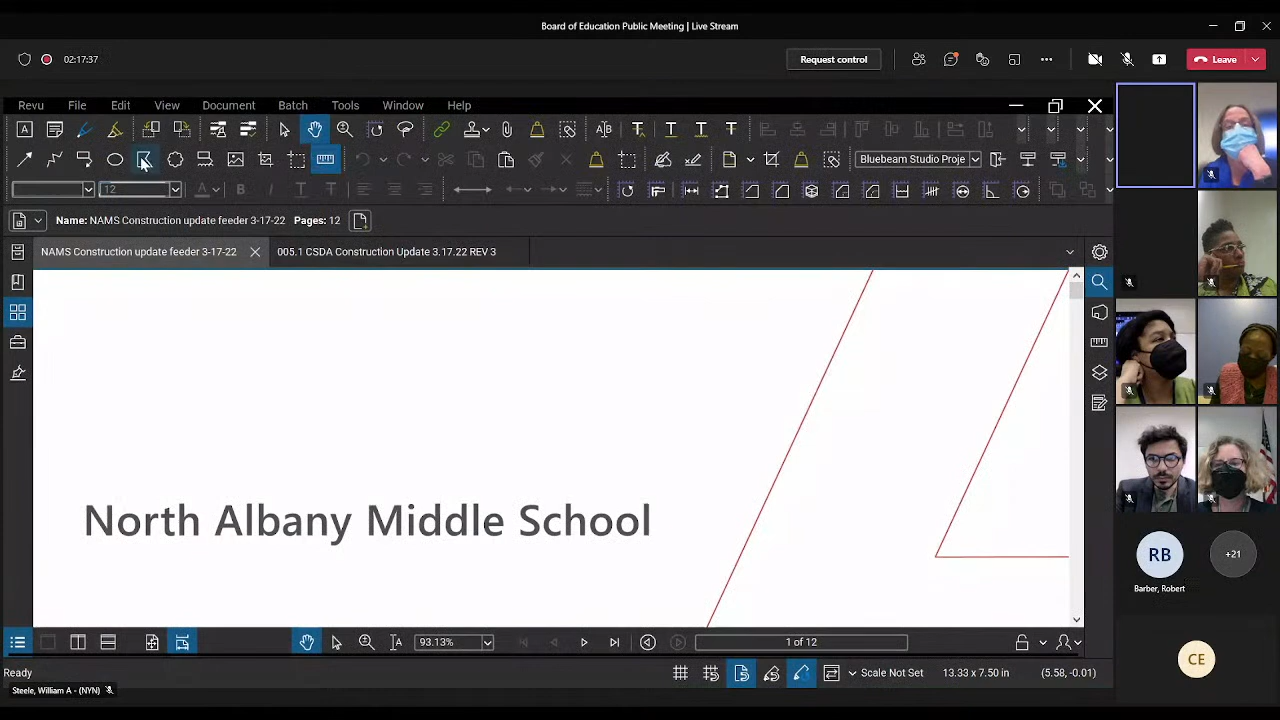 Board of Education Public Meeting | Live Stream
02:17:37
Request control
Leave
Revu File Edit View Document Batch Tools Window Help
Bluebeam Studio Proje
12
Name: NAMS Construction update feeder 3-17-22 Pages: 12
NAMS Construction update feeder 3-17-22
005.1 CSDA Construction Update 3.17.22 REV 3
North Albany Middle School
RB
+21
Barber, Robert
CE
93.13%
1 of 12
Ready
Scale Not Set
13.33 x 7.50 in
(5.58, -0.01)
Steele, William A - (NYN)